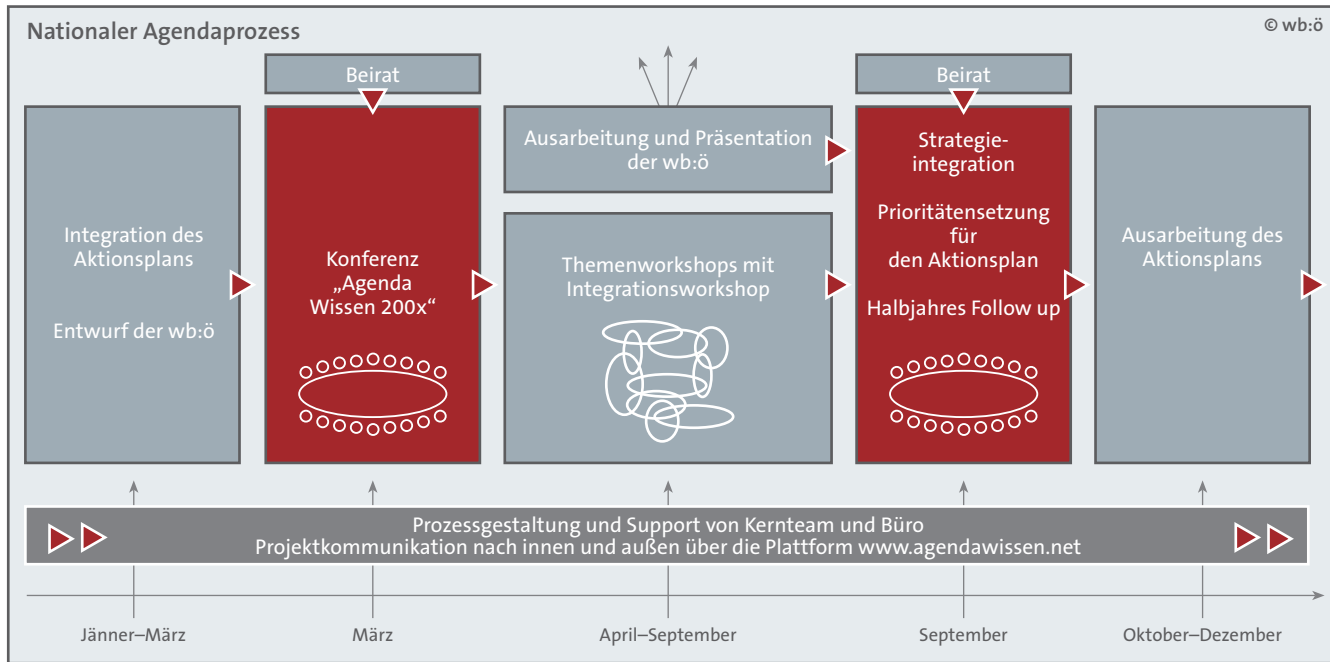 Nationaler Agendaprozess
© wb:ö
Beirat
Beirat
Integration des
Aktionsplans
Entwurf der wb:ö
Konferenz
„Agenda
Wissen 200x“
Ausarbeitung und Präsentation
der wb:ö
Themenworkshops mit
Integrationsworkshop
Strategie-
integration
Prioritätensetzung
für
den Aktionsplan
Halbjahres Follow up
Ausarbeitung des
Aktionsplans
Prozessgestaltung und Support von Kernteam und Büro
Projektkommunikation nach innen und außen über die Plattform www.agendawissen.net
Jänner–März
März
April–September
September
Oktober–Dezember